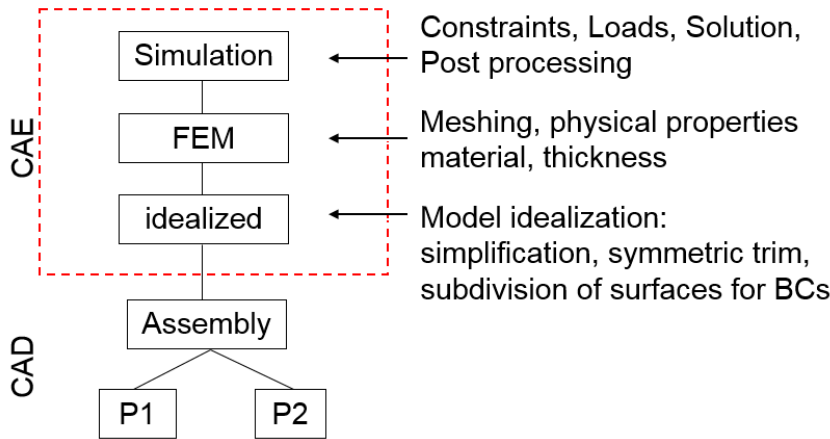 Simulation
Constraints, Loads, Solution,
Post processing
CAE
FEM
Meshing, physical properties
material, thickness
idealized
Model idealization:
simplification, symmetric trim,
subdivision of surfaces for BCs
Assembly
CAD
P1
P2